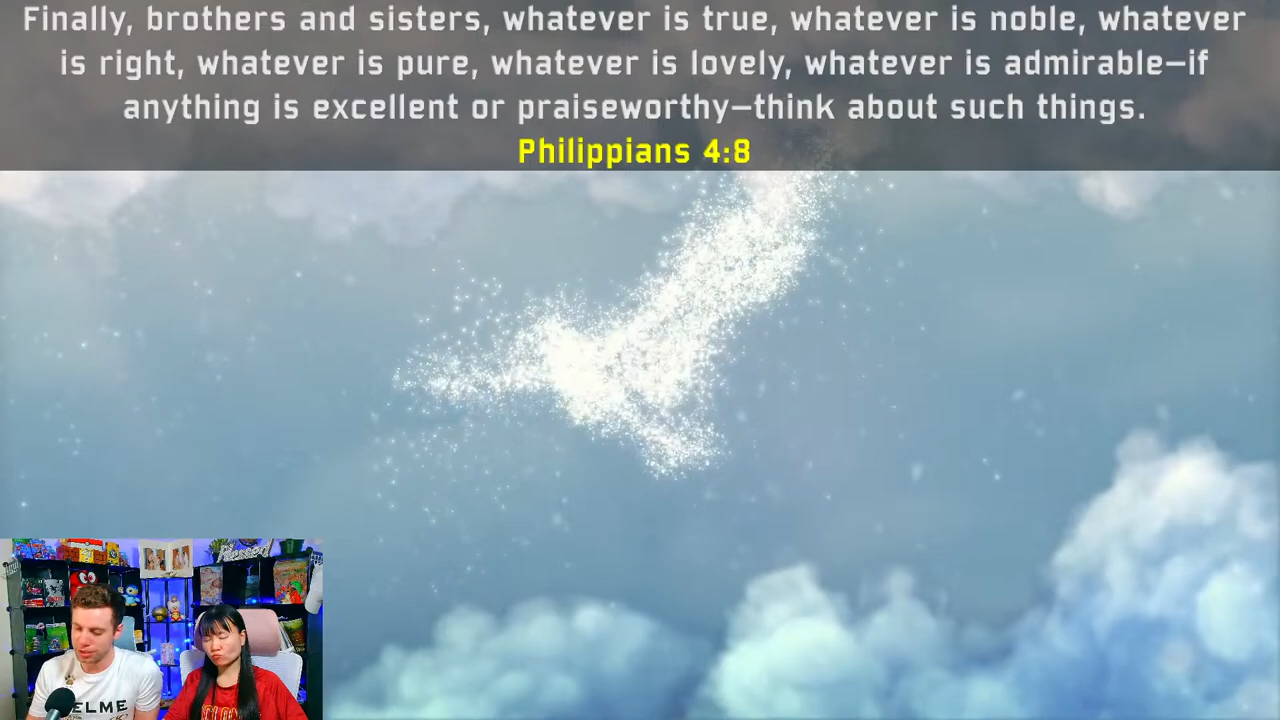 Finally, brothers and sisters, whatever is true, whatever is noble, whatever
is right, whatever is pure, whatever is lovely, whatever is admirable—if
anything is excellent or praiseworthy—think about such things.
Philippians 4:8
Blessed
ELME